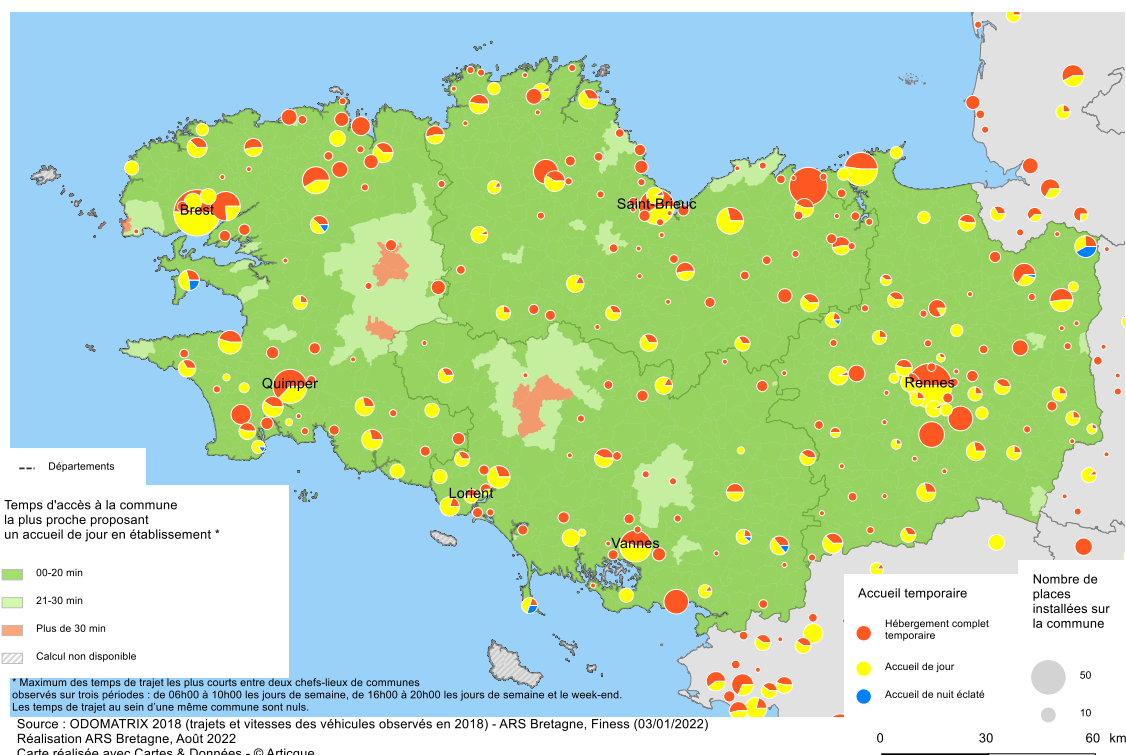 Brest
Saint-Brieuc
Quimper
Rennes
Lorient
Vannes
Départements
Temps d'accès à la commune
la plus proche proposant
un accueil de jour en établissement *
00-20 min
21-30 min
Plus de 30 min
Calcul non disponible
* Maximum des temps de trajet les plus courts entre deux chefs-lieux de communes
observés sur trois périodes : de 06h00 à 10h00 les jours de semaine, de 16h00 à 20h00 les jours de semaine et le week-end.
Les temps de trajet au sein d'une même commune sont nuls.
Accueil temporaire
Hébergement complet
temporaire
Accueil de jour
Accueil de nuit éclaté
Nombre de
places
installées sur
la commune
50
10
Source : ODOMATRIX 2018 (trajets et vitesses des véhicules observés en 2018) - ARS Bretagne, Finess (03/01/2022)
Réalisation ARS Bretagne, Août 2022
Carte réalisée avec Cartes & Données - © Articque
0 30 60 km